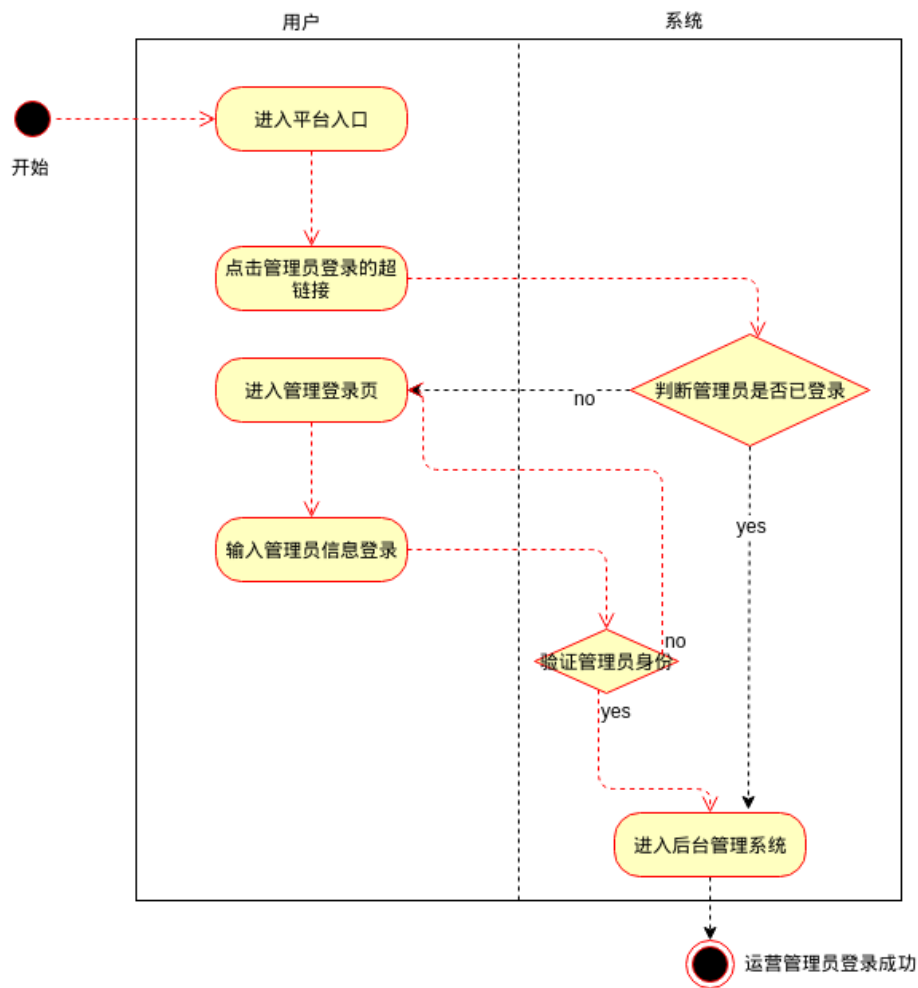 用户
系统
进入平台入口
开始
点击管理员登录的超
链接
进入管理登录页
no
判断管理员是否已登录
yes
输入管理员信息登录
no
验证管理员身份
yes
进入后台管理系统
运营管理员登录成功